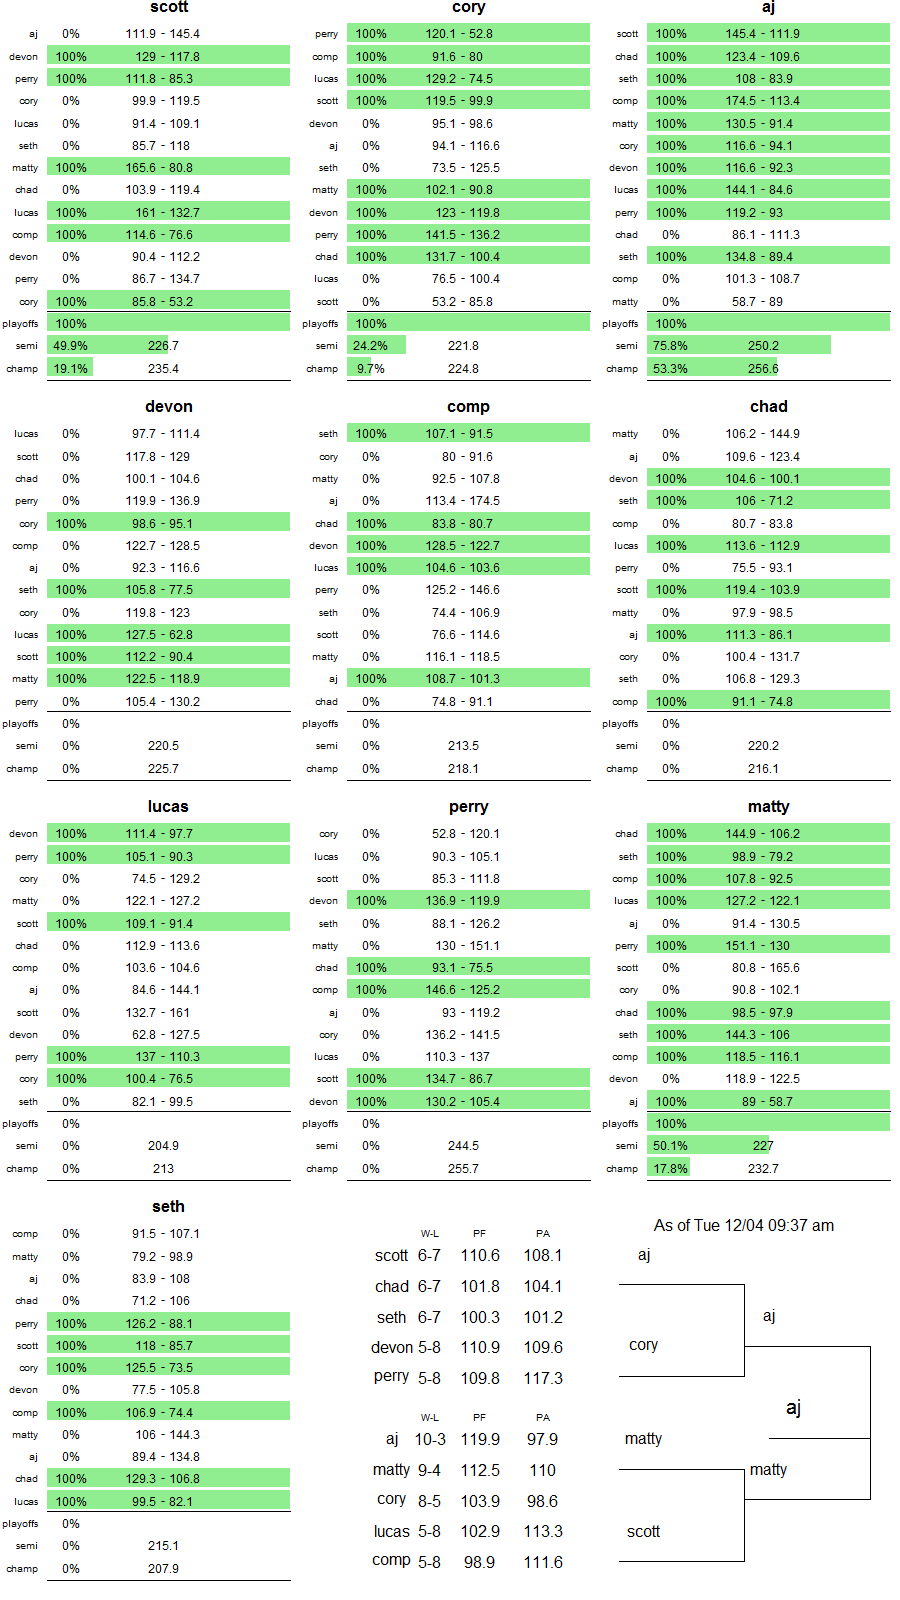 scott
aj 0% 111.9 - 145.4
devon 100% 129 - 117.8
perry 100% 111.8 - 85.3
cory 0% 99.9 - 119.5
lucas 0% 91.4 - 109.1
seth 0% 85.7 - 118
matty 100% 165.6 - 80.8
chad 0% 103.9 - 119.4
lucas 100% 161 - 132.7
comp 100% 114.6 - 76.6
devon 0% 90.4 - 112.2
perry 0% 86.7 - 134.7
cory 100% 85.8 - 53.2
playoffs 100%
semi 49.9% 226.7
champ 19.1% 235.4
cory
perry 100% 120.1 - 52.8
comp 100% 91.6 - 80
lucas 100% 129.2 - 74.5
scott 100% 119.5 - 99.9
devon 0% 95.1 - 98.6
aj 0% 94.1 - 116.6
seth 0% 73.5 - 125.5
matty 100% 102.1 - 90.8
devon 100% 123 - 119.8
perry 100% 141.5 - 136.2
chad 100% 131.7 - 100.4
lucas 0% 76.5 - 100.4
scott 0% 53.2 - 85.8
playoffs 100%
semi 24.2% 221.8
champ 9.7% 224.8
aj
scott 100% 145.4 - 111.9
chad 100% 123.4 - 109.6
seth 100% 108 - 83.9
comp 100% 174.5 - 113.4
matty 100% 130.5 - 91.4
cory 100% 116.6 - 94.1
devon 100% 116.6 - 92.3
lucas 100% 144.1 - 84.6
perry 100% 119.2 - 93
chad 0% 86.1 - 111.3
seth 100% 134.8 - 89.4
comp 0% 101.3 - 108.7
matty 0% 58.7 - 89
playoffs 100%
semi 75.8% 250.2
champ 53.3% 256.6
devon
lucas 0% 97.7 - 111.4
scott 0% 117.8 - 129
chad 0% 100.1 - 104.6
perry 0% 119.9 - 136.9
cory 100% 98.6 - 95.1
comp 0% 122.7 - 128.5
aj 0% 92.3 - 116.6
seth 100% 105.8 - 77.5
cory 0% 119.8 - 123
lucas 100% 127.5 - 62.8
scott 100% 112.2 - 90.4
matty 100% 122.5 - 118.9
perry 0% 105.4 - 130.2
playoffs 0%
semi 0% 220.5
champ 0% 225.7
comp
seth 100% 107.1 - 91.5
cory 0% 80 - 91.6
matty 0% 92.5 - 107.8
aj 0% 113.4 - 174.5
chad 100% 83.8 - 80.7
devon 100% 128.5 - 122.7
lucas 100% 104.6 - 103.6
perry 0% 125.2 - 146.6
seth 0% 74.4 - 106.9
scott 0% 76.6 - 114.6
matty 0% 116.1 - 118.5
aj 100% 108.7 - 101.3
chad 0% 74.8 - 91.1
playoffs 0%
semi 0% 213.5
champ 0% 218.1
chad
matty 0% 106.2 - 144.9
aj 0% 109.6 - 123.4
devon 100% 104.6 - 100.1
seth 100% 106 - 71.2
comp 0% 80.7 - 83.8
lucas 100% 113.6 - 112.9
perry 0% 75.5 - 93.1
scott 100% 119.4 - 103.9
matty 0% 97.9 - 98.5
aj 100% 111.3 - 86.1
cory 0% 100.4 - 131.7
seth 0% 106.8 - 129.3
comp 100% 91.1 - 74.8
playoffs 0%
semi 0% 220.2
champ 0% 216.1
lucas
devon 100% 111.4 - 97.7
perry 100% 105.1 - 90.3
cory 0% 74.5 - 129.2
matty 0% 122.1 - 127.2
scott 100% 109.1 - 91.4
chad 0% 112.9 - 113.6
comp 0% 103.6 - 104.6
aj 0% 84.6 - 144.1
scott 0% 132.7 - 161
devon 0% 62.8 - 127.5
perry 100% 137 - 110.3
cory 100% 100.4 - 76.5
seth 0% 82.1 - 99.5
playoffs 0%
semi 0% 204.9
champ 0% 213
perry
cory 0% 52.8 - 120.1
lucas 0% 90.3 - 105.1
scott 0% 85.3 - 111.8
devon 100% 136.9 - 119.9
seth 0% 88.1 - 126.2
matty 0% 130 - 151.1
chad 100% 93.1 - 75.5
comp 100% 146.6 - 125.2
aj 0% 93 - 119.2
cory 0% 136.2 - 141.5
lucas 0% 110.3 - 137
scott 100% 134.7 - 86.7
devon 100% 130.2 - 105.4
playoffs 0%
semi 0% 244.5
champ 0% 255.7
matty
chad 100% 144.9 - 106.2
seth 100% 98.9 - 79.2
comp 100% 107.8 - 92.5
lucas 100% 127.2 - 122.1
aj 0% 91.4 - 130.5
perry 100% 151.1 - 130
scott 0% 80.8 - 165.6
cory 0% 90.8 - 102.1
chad 100% 98.5 - 97.9
seth 100% 144.3 - 106
comp 100% 118.5 - 116.1
devon 0% 118.9 - 122.5
aj 100% 89 - 58.7
playoffs 100%
semi 50.1% 227
champ 17.8% 232.7
seth
comp 0% 91.5 - 107.1
matty 0% 79.2 - 98.9
aj 0% 83.9 - 108
chad 0% 71.2 - 106
perry 100% 126.2 - 88.1
scott 100% 118 - 85.7
cory 100% 125.5 - 73.5
devon 0% 77.5 - 105.8
comp 100% 106.9 - 74.4
matty 0% 106 - 144.3
aj 0% 89.4 - 134.8
chad 100% 129.3 - 106.8
lucas 100% 99.5 - 82.1
playoffs 0%
semi 0% 215.1
champ 0% 207.9
W-L PF PA
scott 6-7 110.6 108.1
chad 6-7 101.8 104.1
seth 6-7 100.3 101.2
devon 5-8 110.9 109.6
perry 5-8 109.8 117.3
W-L PF PA
aj 10-3 119.9 97.9
matty 9-4 112.5 110
cory 8-5 103.9 98.6
lucas 5-8 102.9 113.3
comp 5-8 98.9 111.6
As of Tue 12/04 09:37 am
aj
aj
cory
aj
matty
matty
scott